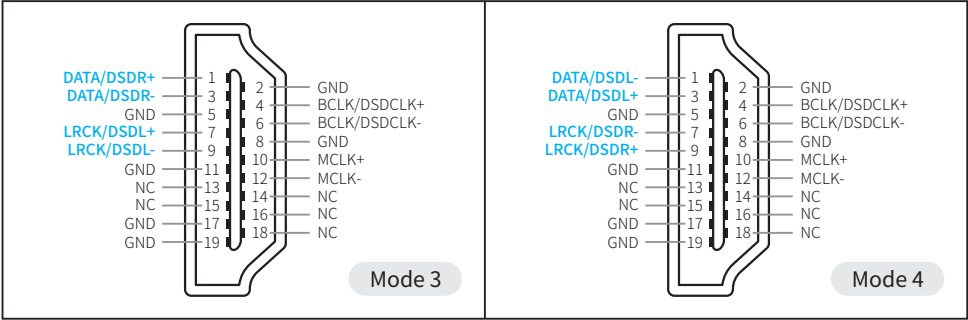 DATA/DSDR+ 1
2 GND
DATA/DSDR- 3
4 BCLK/DSDCLK+
GND 5
6 BCLK/DSDCLK-
LRCK/DSDL+ 7
8 GND
LRCK/DSDL- 9
10 MCLK+
GND 11
12 MCLK-
NC 13
14 NC
NC 15
16 NC
GND 17
18 NC
GND 19
Mode 3
DATA/DSDL- 1
2 GND
DATA/DSDL+ 3
4 BCLK/DSDCLK+
GND 5
6 BCLK/DSDCLK-
LRCK/DSDR- 7
8 GND
LRCK/DSDR+ 9
10 MCLK+
GND 11
12 MCLK-
NC 13
14 NC
NC 15
16 NC
GND 17
18 NC
GND 19
Mode 4